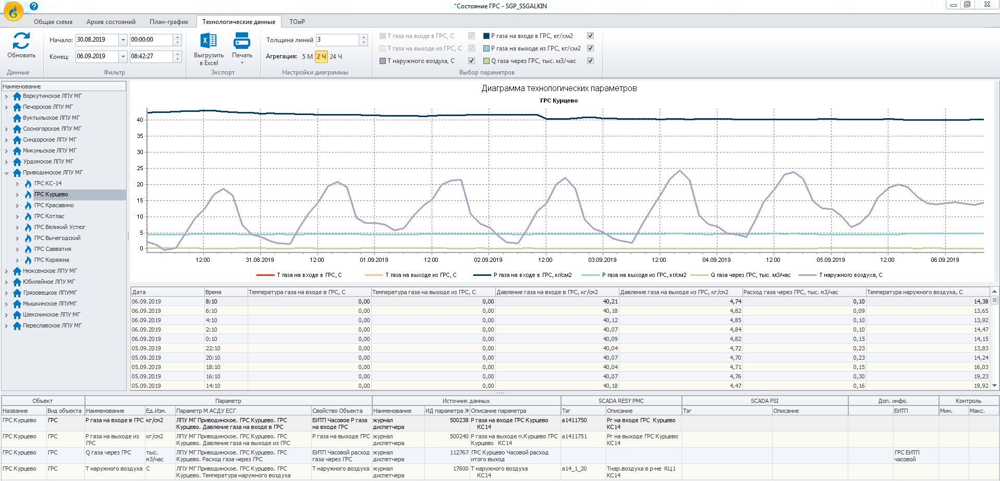 "Состояние ГРС - SGP_SSGALKIN
Общая схема Архив состояний План-график Технологические данные ТОиР
Обновить
Данные
Начало: 30.08.2019 00:00:00
Конец: 06.09.2019 08:42:27
Фильтр
Выгрузить в Excel
Печать
Экспорт
Толщина линий 3
Агрегация: 5 М 2 Ч 24 Ч
Настройки диаграммы
Т газа на входе в ГРС, С
Т газа на выходе из ГРС, С
Т наружного воздуха, С
Р газа на входе в ГРС, кг/см2
Р газа на выходе из ГРС, кг/см2
Q газа через ГРС, тыс. м3/час
Выбор параметров
Наименование
Воркутинское ЛПУ МГ
Печорское ЛПУ МГ
Вуктыльское ЛПУ МГ
Сосногорское ЛПУ МГ
Синдорское ЛПУ МГ
Микуньское ЛПУ МГ
Урдомское ЛПУ МГ
Приводинское ЛПУ МГ
ГРС КС-14
ГРС Курцево
ГРС Красавино
ГРС Котлас
ГРС Великий Устюг
ГРС Вычегодский
ГРС Савватия
ГРС Коряжма
Нюксенское ЛПУ МГ
Юбилейное ЛПУ МГ
Грязовецкое ЛПУМГ
Мышкинское ЛПУМГ
Шекснинское ЛПУ МГ
Переславское ЛПУ МГ
Диаграмма технологических параметров
ГРС Курцево
40
35
30
25
20
15
10
5
0
12:00 31.08.2019 12:00 01.09.2019 12:00 02.09.2019 12:00 03.09.2019 12:00 04.09.2019 12:00 05.09.2019 12:00 06.09.2019
Т газа на входе в ГРС, С Т газа на выходе из ГРС, С Р газа на входе в ГРС, кг/см2 Р газа на выходе из ГРС, кг/см2 Q газа через ГРС, тыс. м3/час Т наружного воздуха, С
Дата Время Температура газа на входе в ГРС, С Температура газа на выходе из ГРС, С Давление газа на входе в ГРС, кг/см2 Давление газа на выходе из ГРС, кг/см2 Расход газа через ГРС, тыс. м3/час Температура наружного воздуха, С
06.09.2019 8:10 0,00 0,00 40,21 4,74 0,10 14,38
06.09.2019 6:10 0,00 0,00 40,18 4,82 0,09 13,65
06.09.2019 4:10 0,00 0,00 40,12 4,85 0,10 13,92
06.09.2019 2:10 0,00 0,00 40,07 4,84 0,10 14,47
06.09.2019 0:10 0,00 0,00 40,09 4,82 0,15 14,15
05.09.2019 22:10 0,00 0,00 40,04 4,72 0,23 13,83
05.09.2019 20:10 0,00 0,00 40,07 4,70 0,23 14,24
05.09.2019 18:10 0,00 0,00 40,04 4,71 0,15 16,03
05.09.2019 16:10 0,00 0,00 40,07 4,76 0,30 19,23
05.09.2019 14:10 0,00 0,00 40,18 4,47 0,16 19,92
Объект Параметр Источник данных SCADA RESY PMC SCADA PSI Доп. инфо. Контроль
Название Вид объекта Наименование Ед.Изм. Параметр М АСДУ ЕСГ Свойство Объекта Наименование ИД параметра Ж Описание параметра Тэг Описание Тэг Описание ЕИТП Мин. Макс.
ГРС Курцево ГРС Р газа на входе в ГРС кг/см2 ЛПУ МГ Приводинское. ГРС Курцево. ГРС ЕИТП Часовое Р газа журнал 500238 Р газа на входе ГРС Курцево a1411750 Рг на входе ГРС Курцево
Курцево. Давление газа на входе в ГРС на входе ГРС диспетчера КС14 КС14
ГРС Курцево ГРС Р газа на выходе из кг/см2 ЛПУ МГ Приводинское. ГРС Курцево. ГРС Р газа на выходе ГРС журнал 500240 Р газа на выходе п.Курцево ГРС a1411751 Рг на выходе ГРС Курцево
ГРС Курцево. Давление газа на выходе из ГРС диспетчера Курцево КС14 КС14
ГРС Курцево ГРС Q газа через ГРС тыс. ЛПУ МГ Приводинское. ГРС Курцево. ГРС ЕИТП Часовой расход журнал 112767 ГРС Курцево Часовой расход ГРС ЕИТП
м3/час Курцево. Расход газа через ГРС газа через ГРС диспетчера итого выход часовой
ГРС Курцево ГРС Т наружного воздуха С ЛПУ МГ Приводинское. ГРС Курцево. ГРС Т наружного воздуха журнал 17600 Т наружного воздуха a14_1_20 Тнар.воздуха в р-не КЦ1
Курцево. Температура наружного воздуха диспетчера КС14 КС14